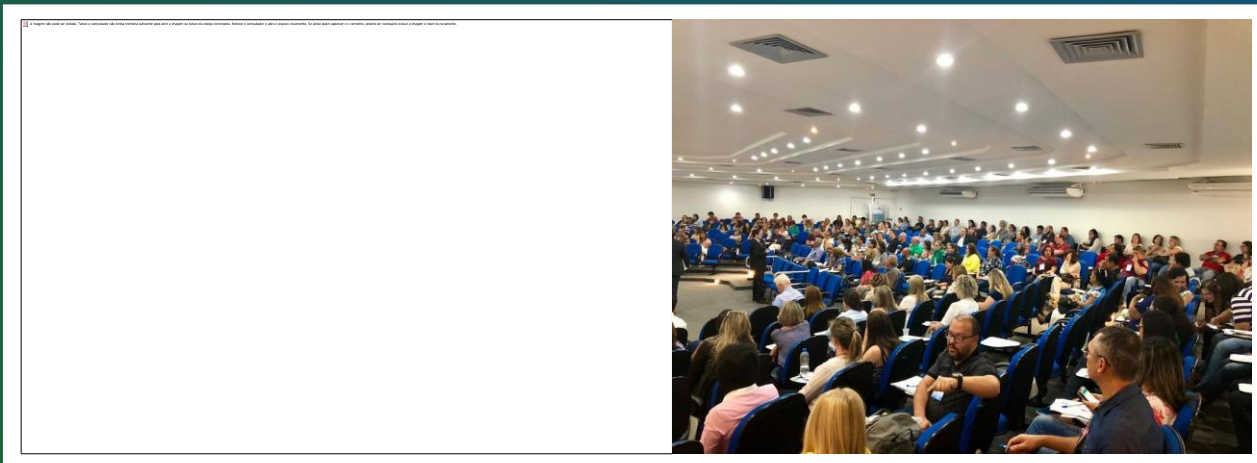 A imagem não pode ser exibida. Talvez o computador não tenha memória suficiente para abrir a imagem ou talvez ela esteja corrompida. Reinicie o computador e abra o arquivo novamente. Se ainda assim aparecer o x vermelho, poderá ser necessário excluir a imagem e inseri-la novamente.